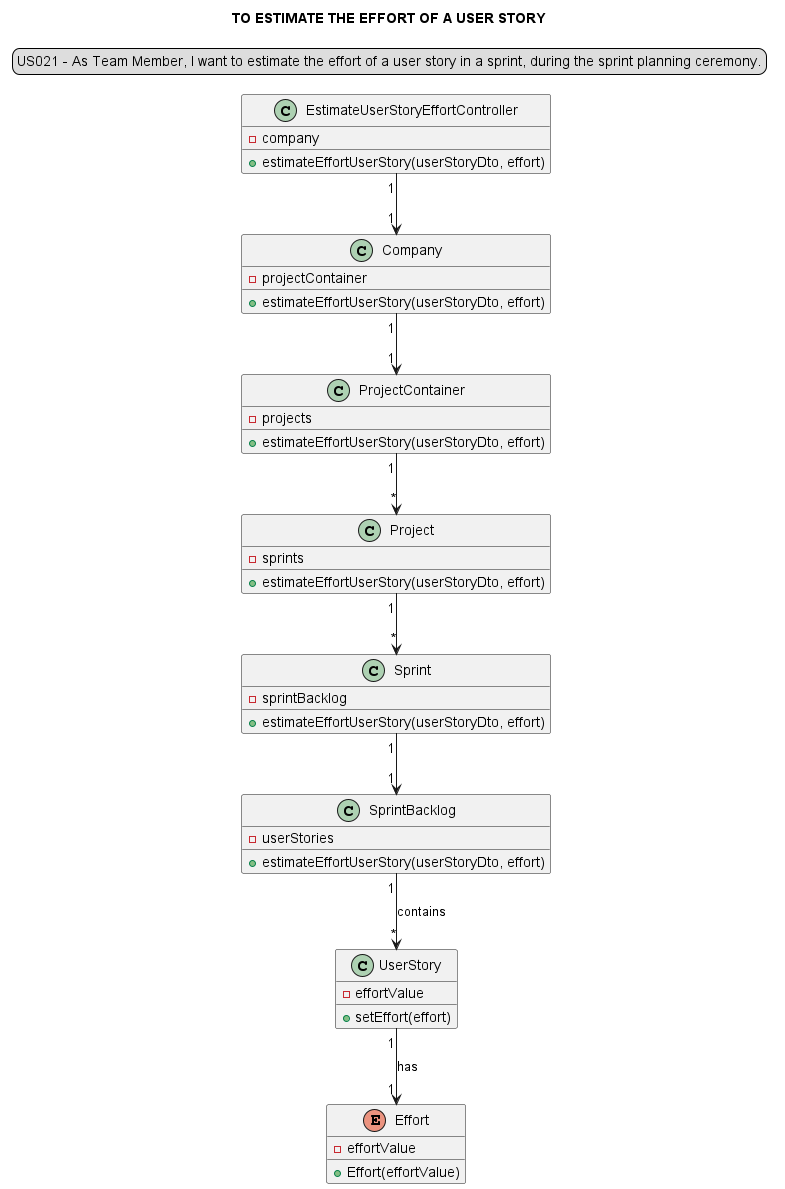 TO ESTIMATE THE EFFORT OF A USER STORY
US021 - As Team Member, I want to estimate the effort of a user story in a sprint, during the sprint planning ceremony.
C EstimateUserStoryEffortController
company
estimateEffortUserStory(userStoryDto, effort)
1
1
C Company
projectContainer
estimateEffortUserStory(userStoryDto, effort)
1
1
C ProjectContainer
projects
estimateEffortUserStory(userStoryDto, effort)
1
*
C Project
sprints
estimateEffortUserStory(userStoryDto, effort)
1
*
C Sprint
sprintBacklog
estimateEffortUserStory(userStoryDto, effort)
1
1
C SprintBacklog
userStories
estimateEffortUserStory(userStoryDto, effort)
1
contains
*
C UserStory
effortValue
setEffort(effort)
1
has
1
E Effort
effortValue
Effort(effortValue)